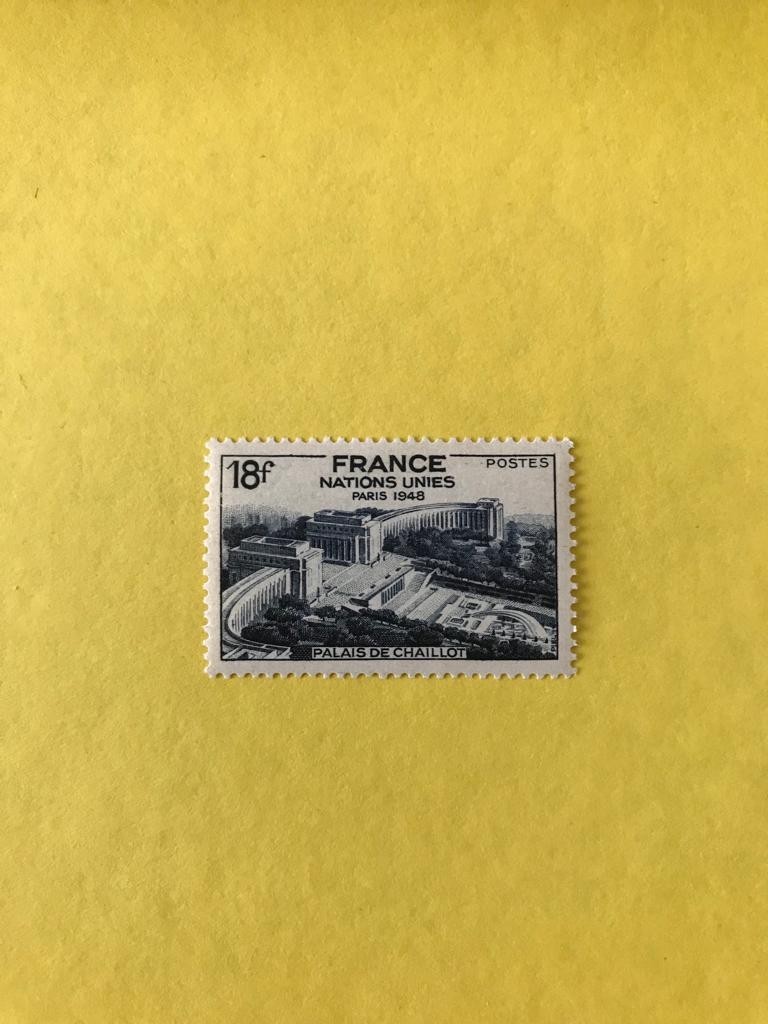 18f
FRANCE
POSTES
NATIONS UNIES
PARIS 1948
PALAIS DE CHAILLOT